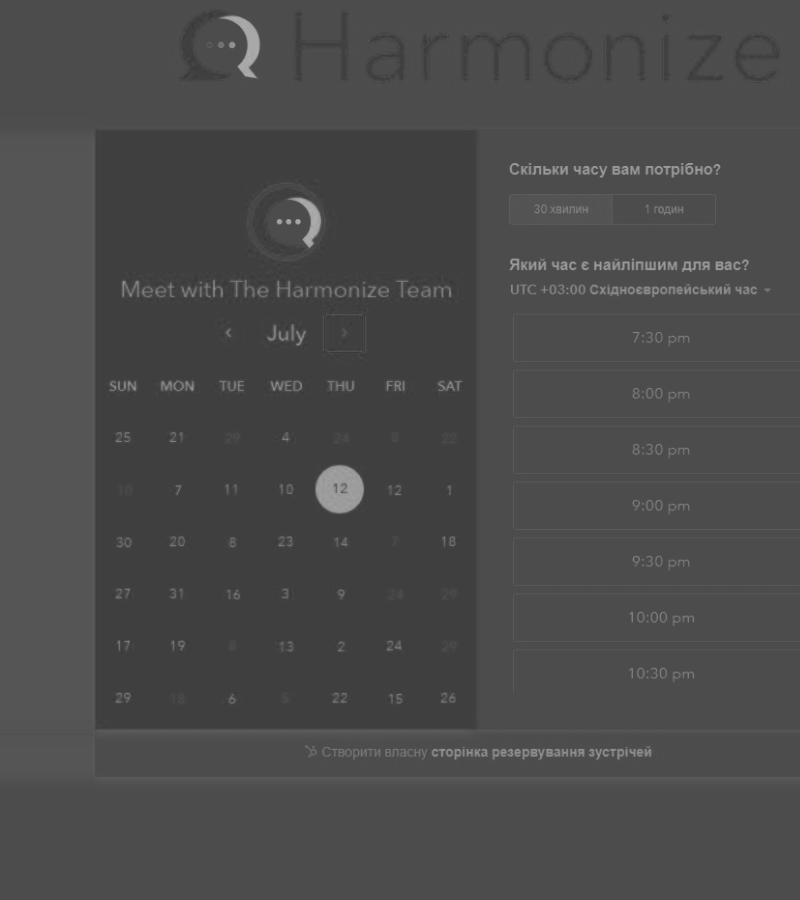 Harmonize
Meet with The Harmonize Team
July
SUN MON TUE WED THU FRI SAT
25 21 29 4 24 22
7 11 10 12 12 1
30 20 8 23 14 7 18
27 31 16 3 9 24 29
17 19 13 2 24 29
29 18 6 22 15 26
Скільки часу вам потрібно?
30 хвилин 1 годин
Який час є найліпшим для вас?
UTC +03:00 Східноєвропейський час
7:30 pm
8:00 pm
8:30 pm
9:00 pm
9:30 pm
10:00 pm
10:30 pm
Створити власну сторінка резервування зустрічей